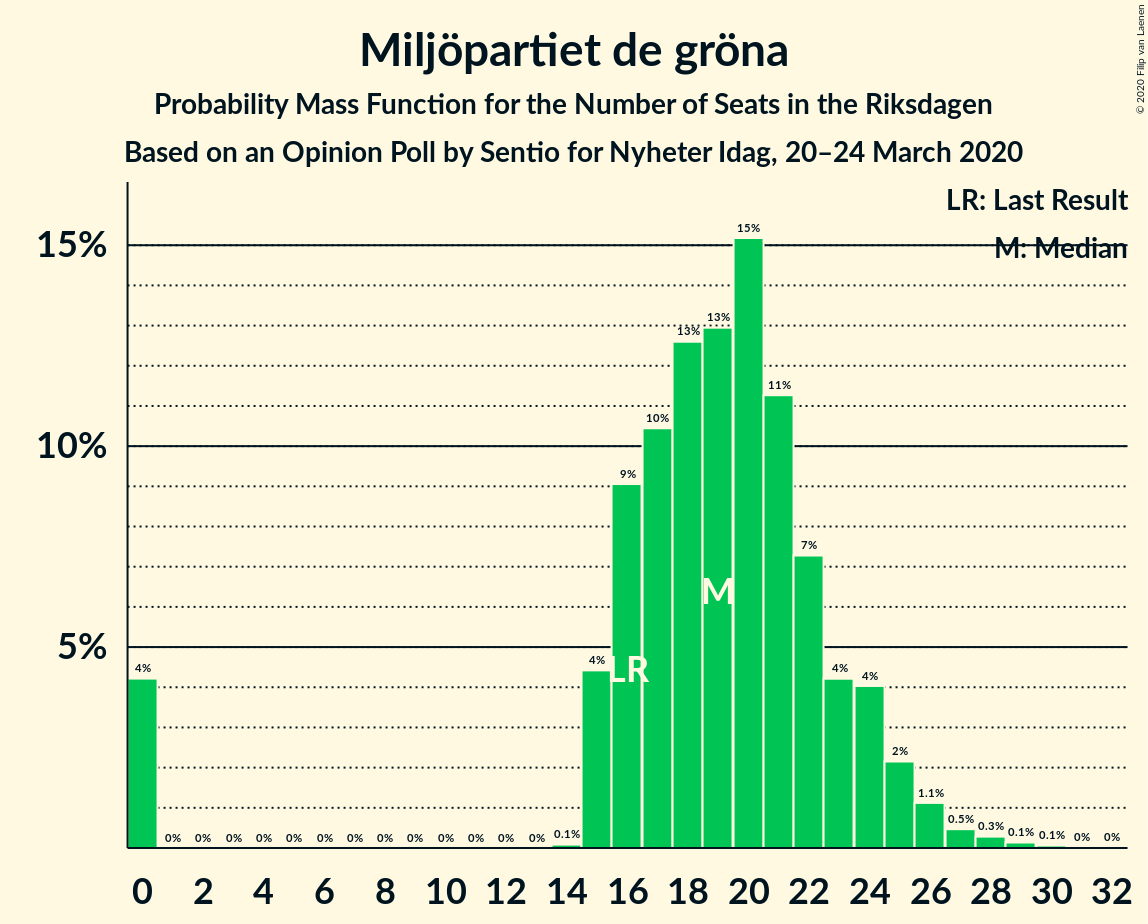 Miljöpartiet de gröna
Probability Mass Function for the Number of Seats in the Riksdagen
Based on an Opinion Poll by Sentio for Nyheter Idag, 20–24 March 2020
© 2020 Filip van Laenen
LR: Last Result
M: Median
15%
10%
5%
4% 0% 0% 0% 0% 0% 0% 0% 0% 0% 0% 0% 0% 0% 0.1% 4% 9% 10% 13% 13% 15% 11% 7% 4% 4% 2% 1.1% 0.5% 0.3% 0.1% 0.1% 0% 0%
M
LR
0 2 4 6 8 10 12 14 16 18 20 22 24 26 28 30 32